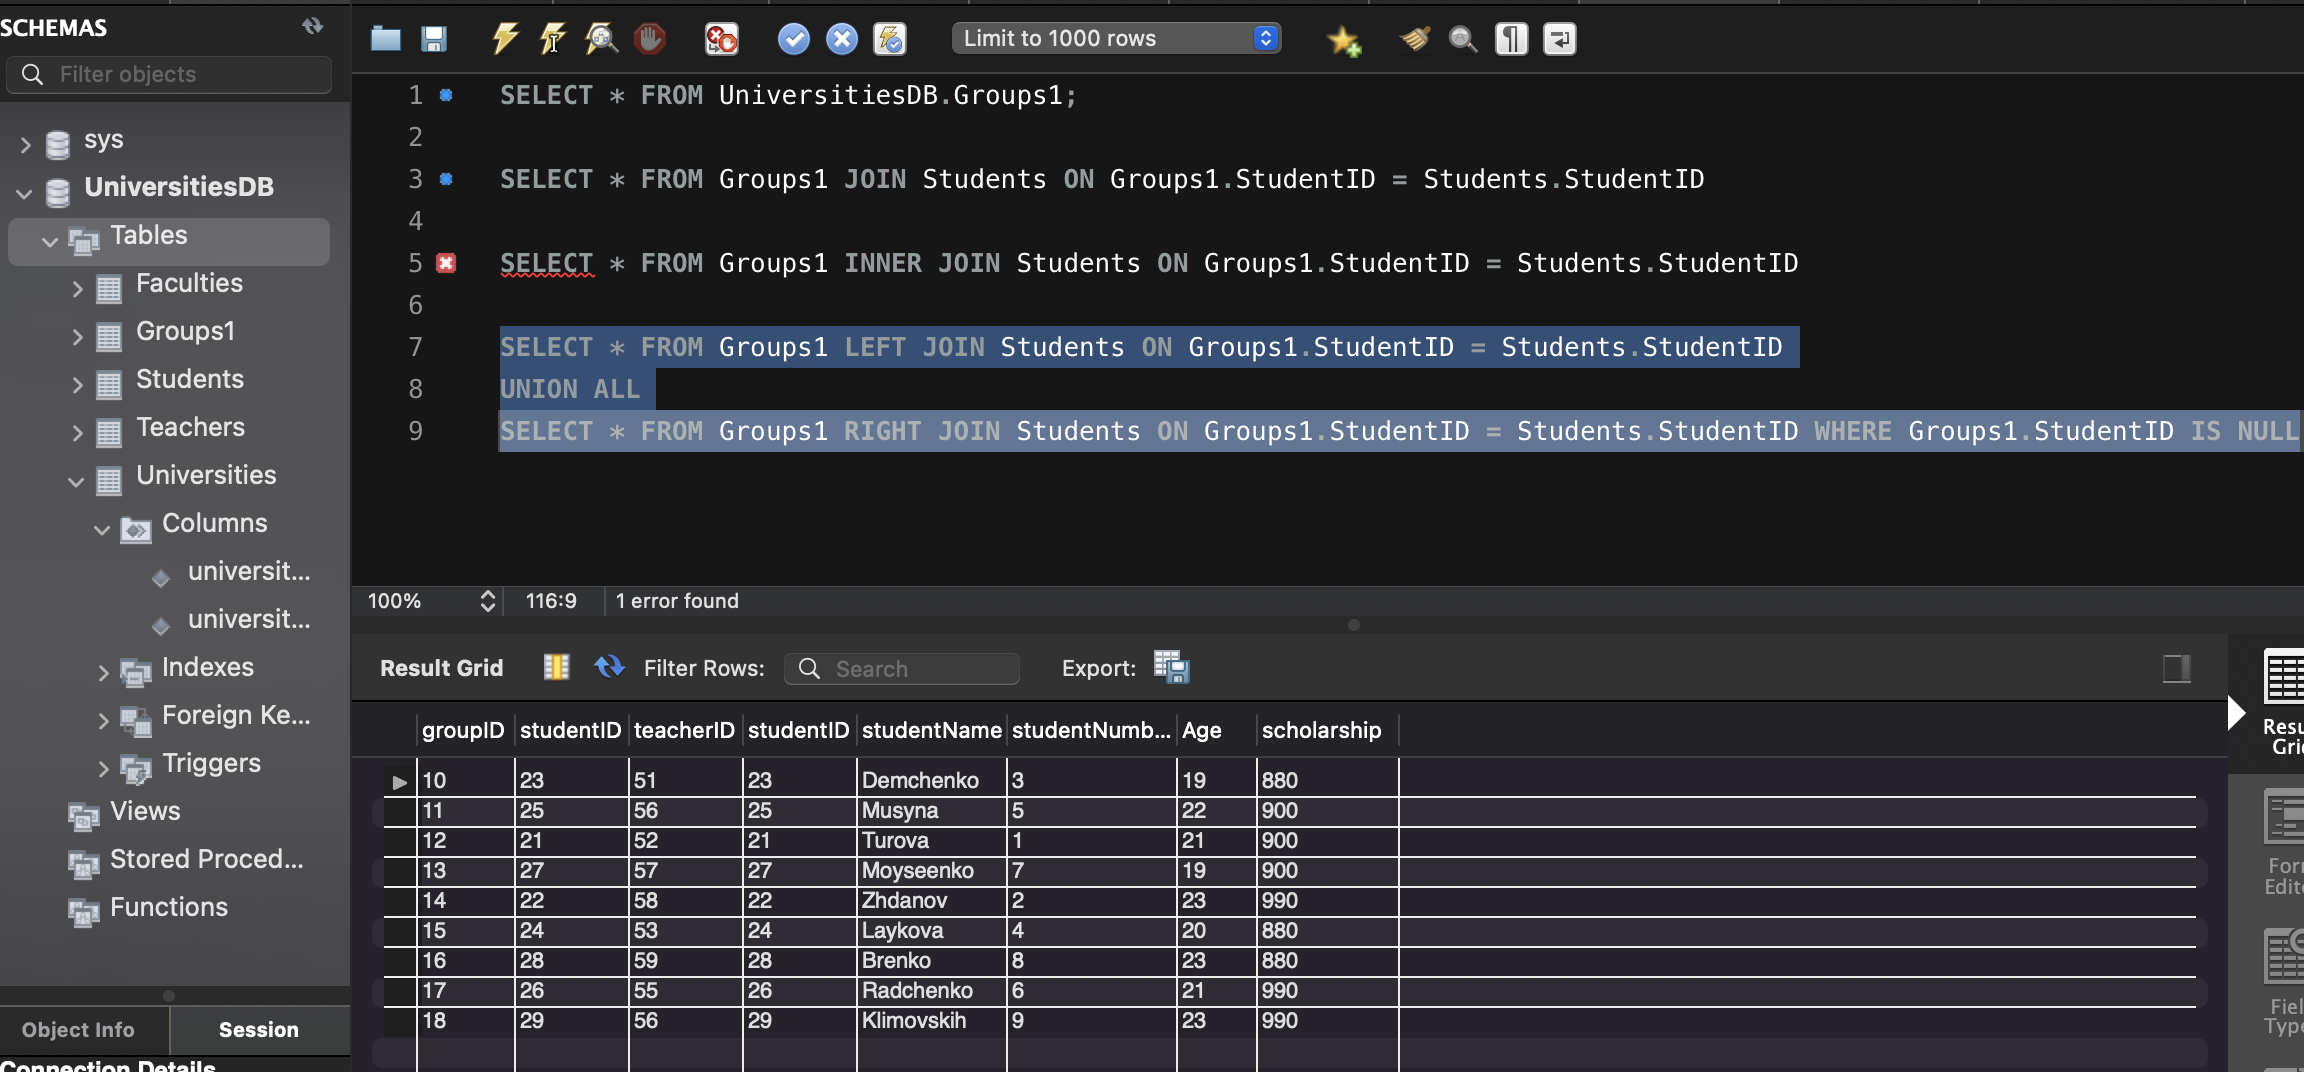 SCHEMAS
Filter objects
sys
UniversitiesDB
Tables
Faculties
Groups1
Students
Teachers
Universities
Columns
universit...
universit...
Indexes
Foreign Ke...
Triggers
Views
Stored Proced...
Functions
Object Info
Session
Connection Details
Limit to 1000 rows
1 SELECT * FROM UniversitiesDB.Groups1;
2
3 SELECT * FROM Groups1 JOIN Students ON Groups1.StudentID = Students.StudentID
4
5 SELECT * FROM Groups1 INNER JOIN Students ON Groups1.StudentID = Students.StudentID
6
7 SELECT * FROM Groups1 LEFT JOIN Students ON Groups1.StudentID = Students.StudentID
8 UNION ALL
9 SELECT * FROM Groups1 RIGHT JOIN Students ON Groups1.StudentID = Students.StudentID WHERE Groups1.StudentID IS NULL
100% 116:9 1 error found
Result Grid Filter Rows: Search Export:
groupID studentID teacherID studentID studentName studentNumb... Age scholarship
10 23 51 23 Demchenko 3 19 880
11 25 56 25 Musyna 5 22 900
12 21 52 21 Turova 1 21 900
13 27 57 27 Moyseenko 7 19 900
14 22 58 22 Zhdanov 2 23 990
15 24 53 24 Laykova 4 20 880
16 28 59 28 Brenko 8 23 880
17 26 55 26 Radchenko 6 21 990
18 29 56 29 Klimovskih 9 23 990